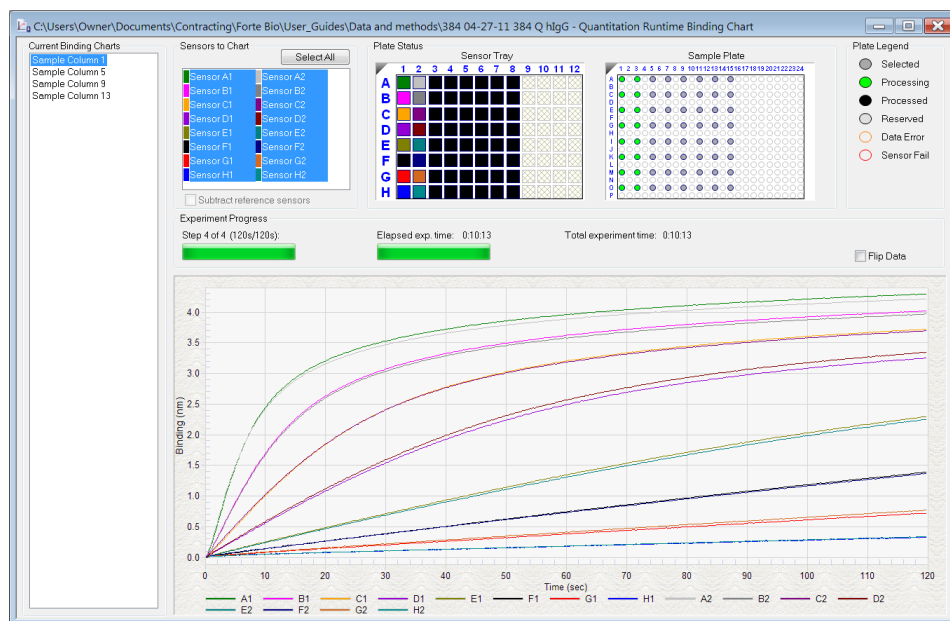 C:\Users\Owner\Documents\Contracting\Forte Bio\User_Guides\Data and methods\384 04-27-11 384 Q hIgG - Quantitation Runtime Binding Chart
Current Binding Charts
Sample Column 1
Sample Column 5
Sample Column 9
Sample Column 13
Sensors to Chart
Select All
Sensor A1 Sensor A2
Sensor B1 Sensor B2
Sensor C1 Sensor C2
Sensor D1 Sensor D2
Sensor E1 Sensor E2
Sensor F1 Sensor F2
Sensor G1 Sensor G2
Sensor H1 Sensor H2
Subtract reference sensors
Plate Status
Sensor Tray
1 2 3 4 5 6 7 8 9 10 11 12
A
B
C
D
E
F
G
H
Sample Plate
1 2 3 4 5 6 7 8 9 10 11 12 13 14 15 16 17 18 19 20 21 22 23 24
A
B
C
D
E
F
G
H
I
J
K
L
M
N
O
P
Plate Legend
Selected
Processing
Processed
Reserved
Data Error
Sensor Fail
Experiment Progress
Step 4 of 4 (120s/120s):
Elapsed exp. time: 0:10:13
Total experiment time: 0:10:13
Flip Data
Binding (nm)
4.0
3.5
3.0
2.5
2.0
1.5
1.0
0.5
0.0
0 10 20 30 40 50 60 70 80 90 100 110 120
Time (sec)
A1 B1 C1 D1 E1 F1 G1 H1 A2 B2 C2 D2
E2 F2 G2 H2